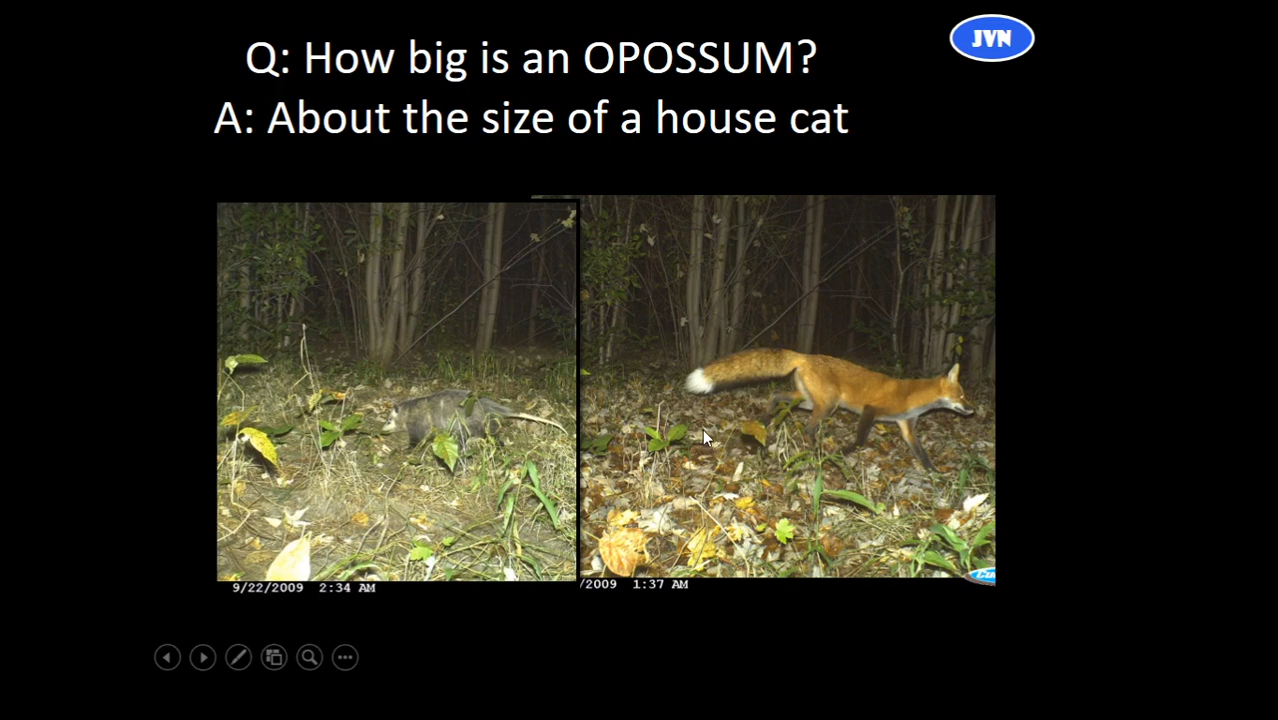 JVN
Q: How big is an OPOSSUM?
A: About the size of a house cat
9/22/2009 2:34 AM
/2009 1:37 AM